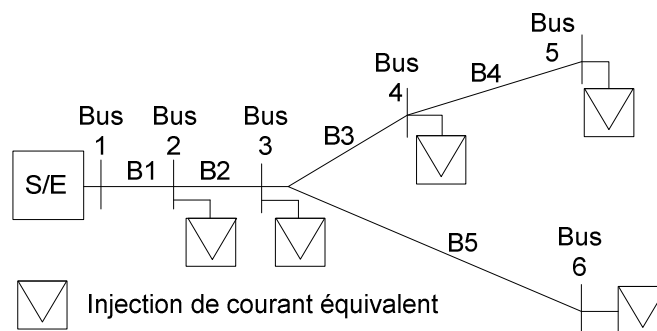 Bus
5
Bus
4
B4
Bus
1
Bus
2
Bus
3
B3
S/E
B1
B2
B5
Bus
6
Injection de courant équivalent